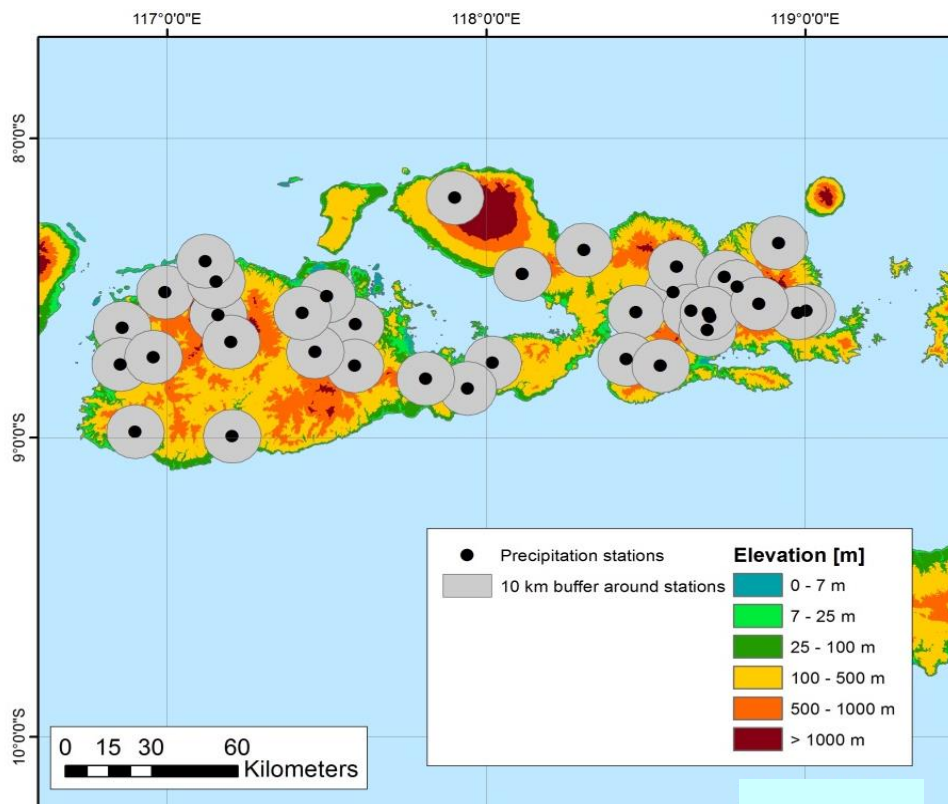 117°0'0"E 118°0'0"E 119°0'0"E
8°0'0"S
9°0'0"S
10°0'0"S
Precipitation stations
10 km buffer around stations
Elevation [m]
0 - 7 m
7 - 25 m
25 - 100 m
100 - 500 m
500 - 1000 m
> 1000 m
0 15 30 60
Kilometers